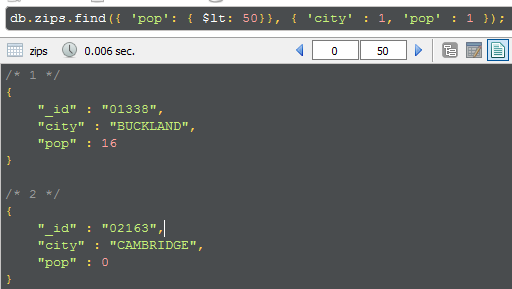 db.zips.find({ 'pop': { $lt: 50}}, { 'city' : 1, 'pop' : 1 });
zips 0.006 sec. 0 50
/* 1 */
{
"_id" : "01338",
"city" : "BUCKLAND",
"pop" : 16
}
/* 2 */
{
"_id" : "02163",
"city" : "CAMBRIDGE",
"pop" : 0
}